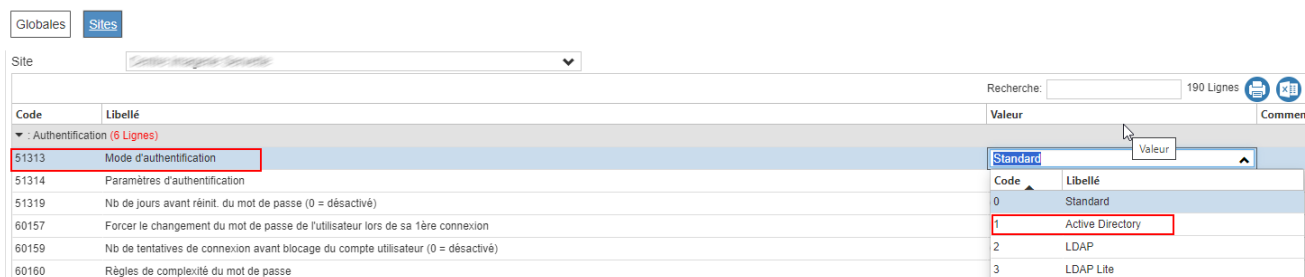 Globales Sites
Site
Recherche: 190 Lignes
Code Libellé Valeur Commen
: Authentification (6 Lignes)
51313 Mode d'authentification Standard
Valeur
51314 Paramètres d'authentification
Code Libellé
51319 Nb de jours avant réinit. du mot de passe (0 = désactivé)
0 Standard
60157 Forcer le changement du mot de passe de l'utilisateur lors de sa 1ère connexion
1 Active Directory
60159 Nb de tentatives de connexion avant blocage du compte utilisateur (0 = désactivé)
2 LDAP
60160 Règles de complexité du mot de passe
3 LDAP Lite